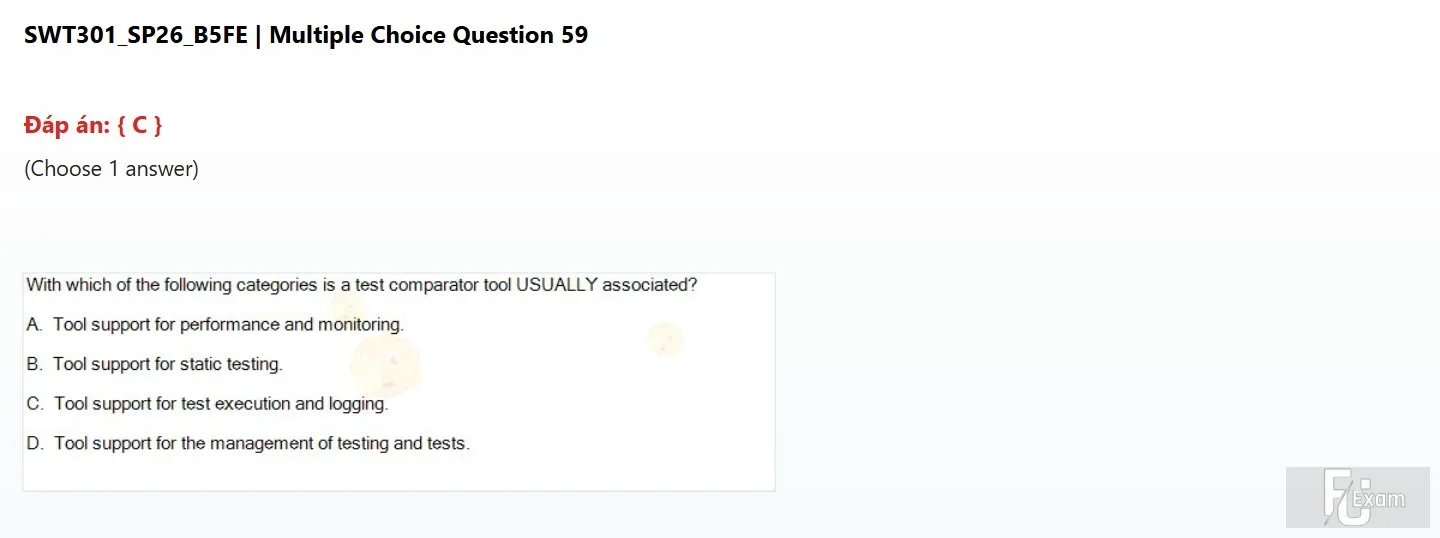 SWT301_SP26_B5FE | Multiple Choice Question 59
Đáp án: { C }
(Choose 1 answer)
With which of the following categories is a test comparator tool USUALLY associated?
A. Tool support for performance and monitoring.
B. Tool support for static testing.
C. Tool support for test execution and logging.
D. Tool support for the management of testing and tests.
FU Exam